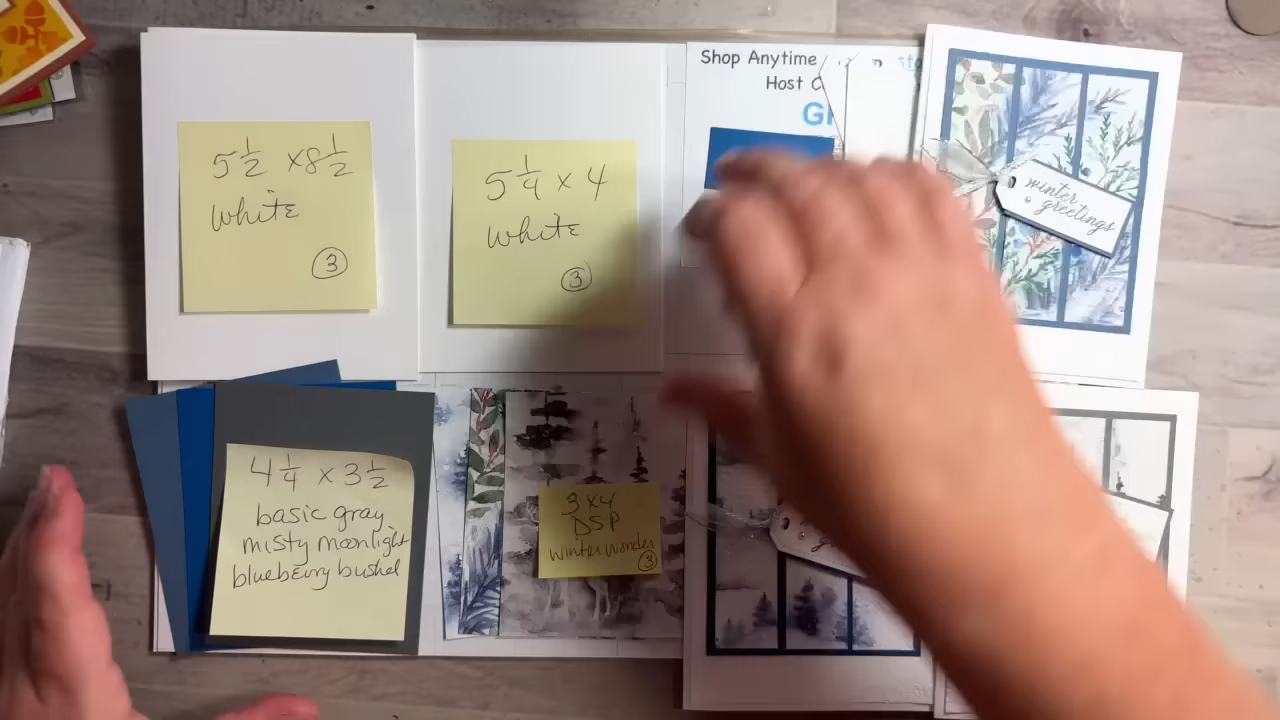 5 1/2 x 8 1/2
white
3
5 1/4 x 4
white
3
Shop Anytime
Host
winter
greetings
4 1/4 x 3 1/2
basic gray
misty moonlight
blueberry bushel
3 x 4
DSP
winter wonder
3